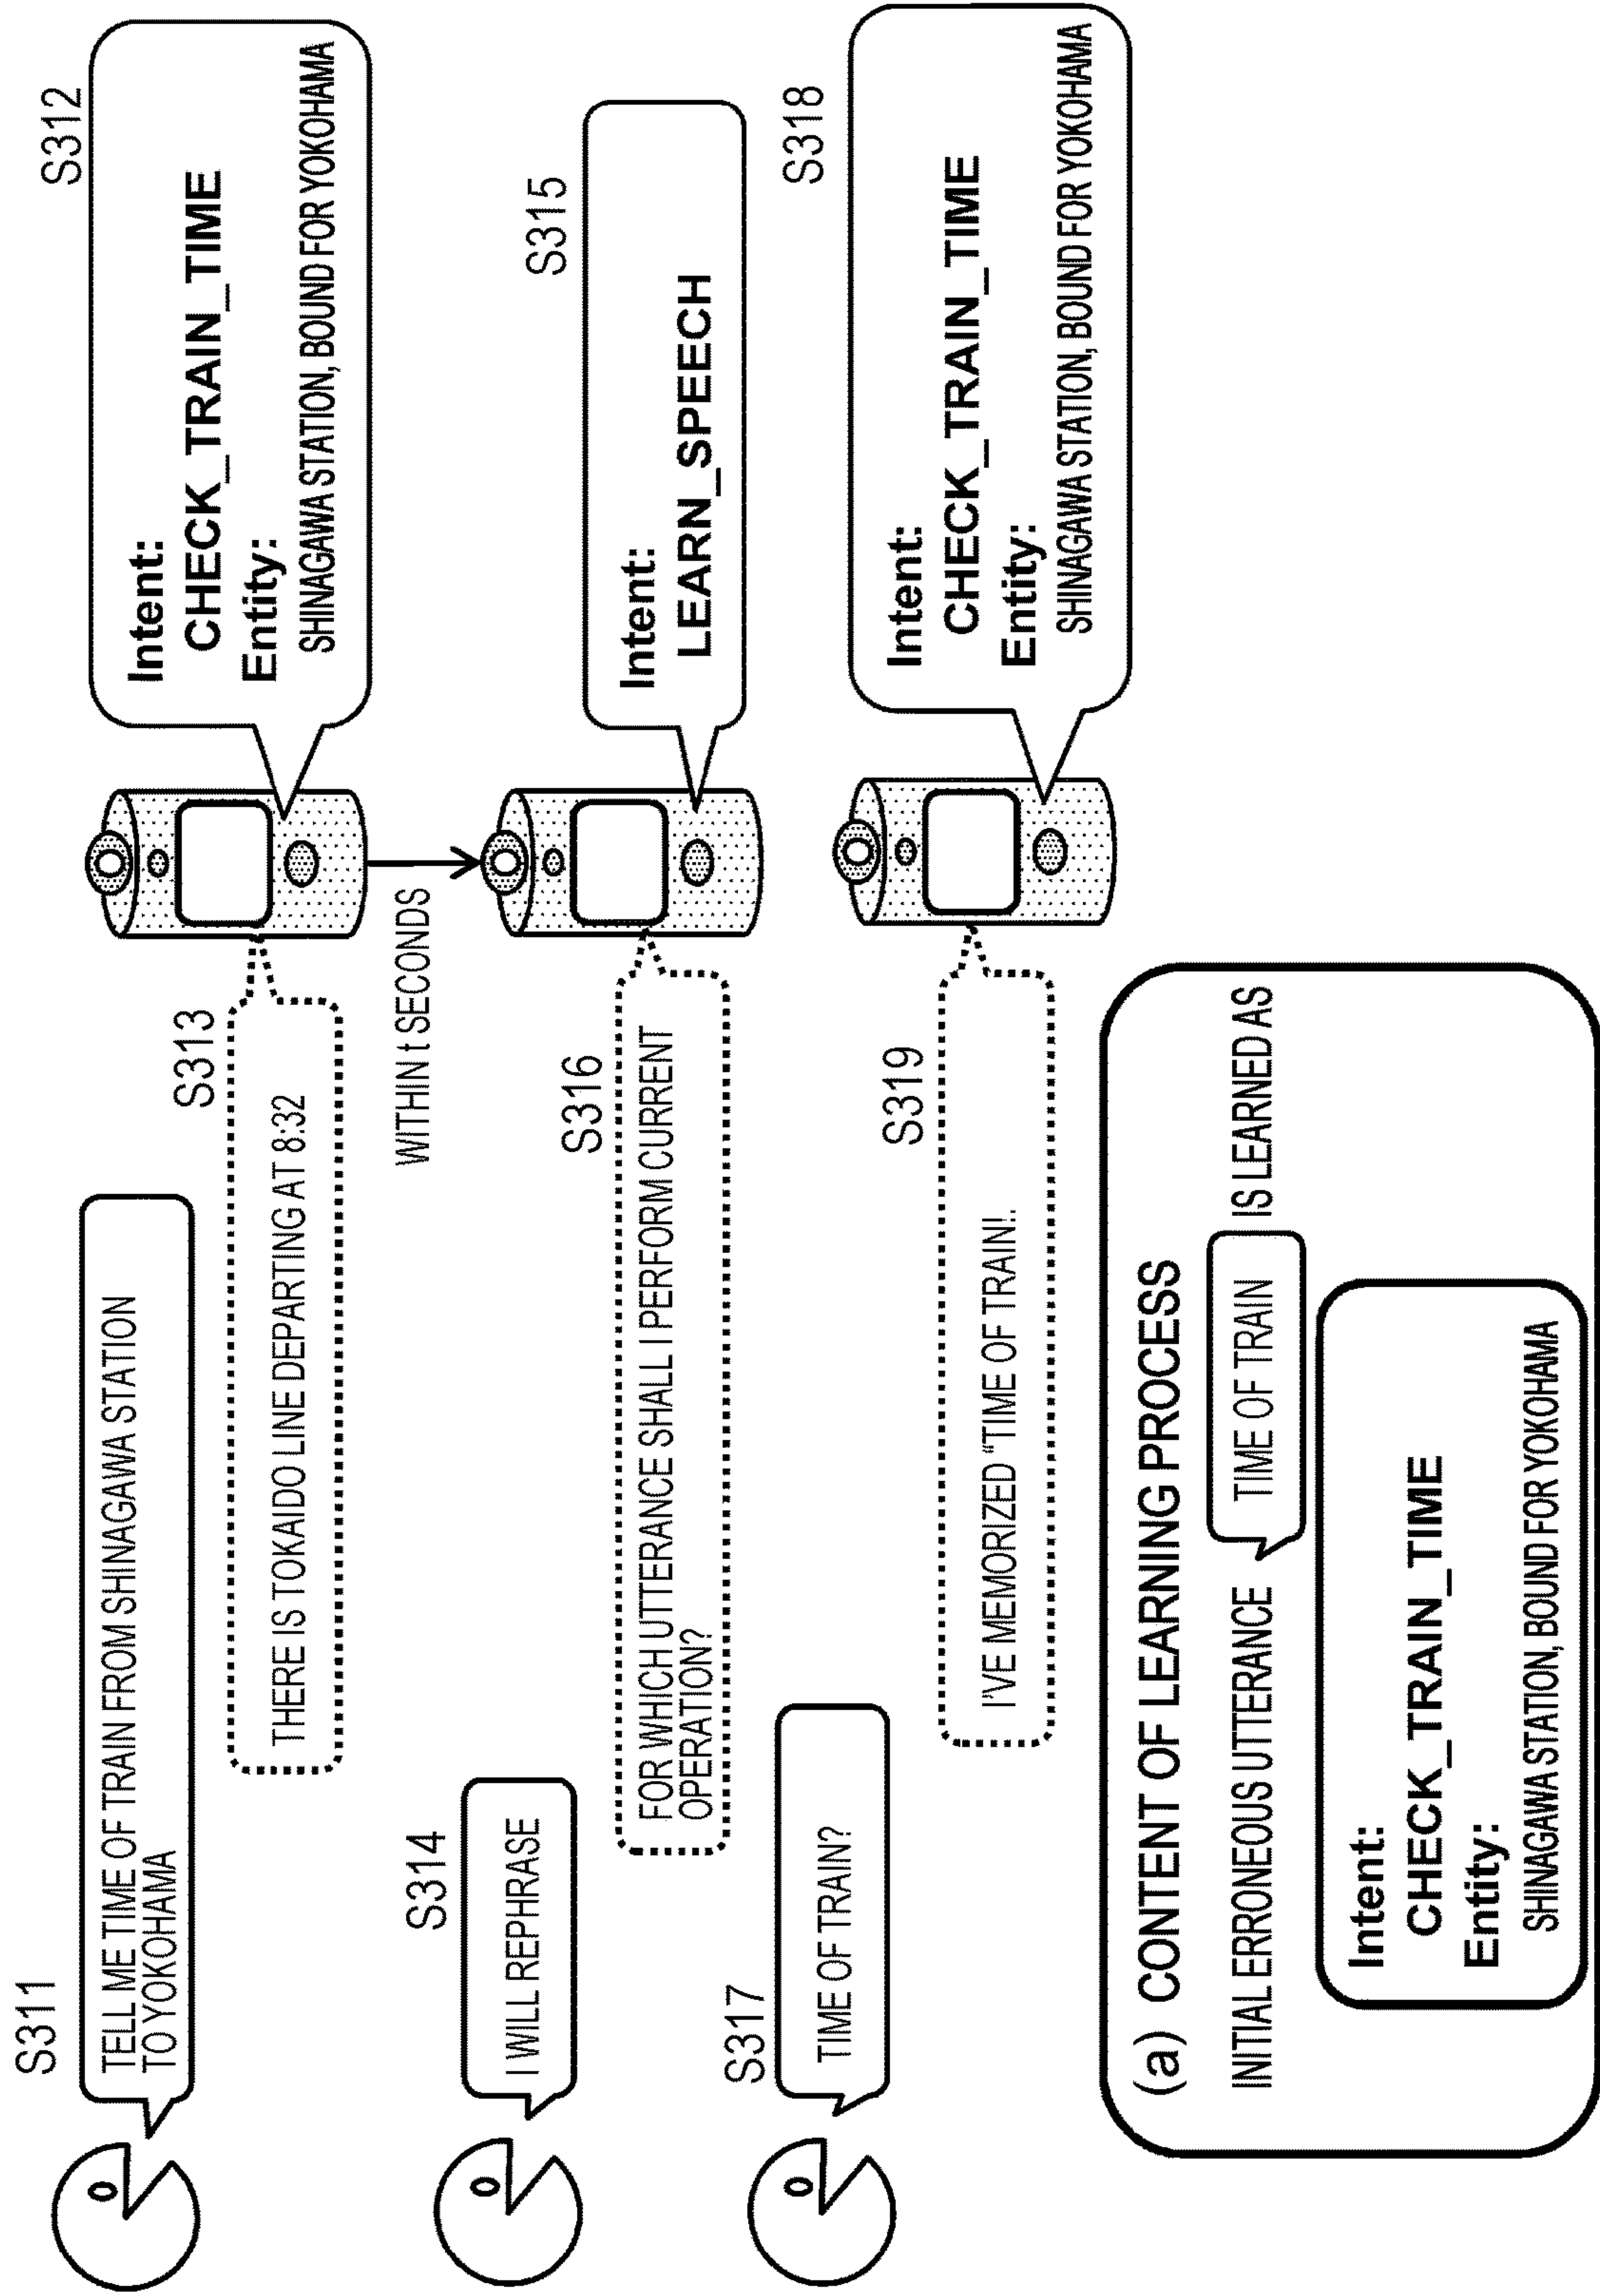 S311
TELL ME TIME OF TRAIN FROM SHINAGAWA STATION
TO YOKOHAMA
S312
Intent:
CHECK_TRAIN_TIME
Entity:
SHINAGAWA STATION, BOUND FOR YOKOHAMA
S313
THERE IS TOKAIDO LINE DEPARTING AT 8:32
WITHIN t SECONDS
S314
I WILL REPHRASE
S315
Intent:
LEARN_SPEECH
S316
FOR WHICH UTTERANCE SHALL I PERFORM CURRENT
OPERATION?
S317
TIME OF TRAIN?
S318
Intent:
CHECK_TRAIN_TIME
Entity:
SHINAGAWA STATION, BOUND FOR YOKOHAMA
S319
I'VE MEMORIZED "TIME OF TRAIN!.
(a) CONTENT OF LEARNING PROCESS
INITIAL ERRONEOUS UTTERANCE TIME OF TRAIN IS LEARNED AS
Intent:
CHECK_TRAIN_TIME
Entity:
SHINAGAWA STATION, BOUND FOR YOKOHAMA